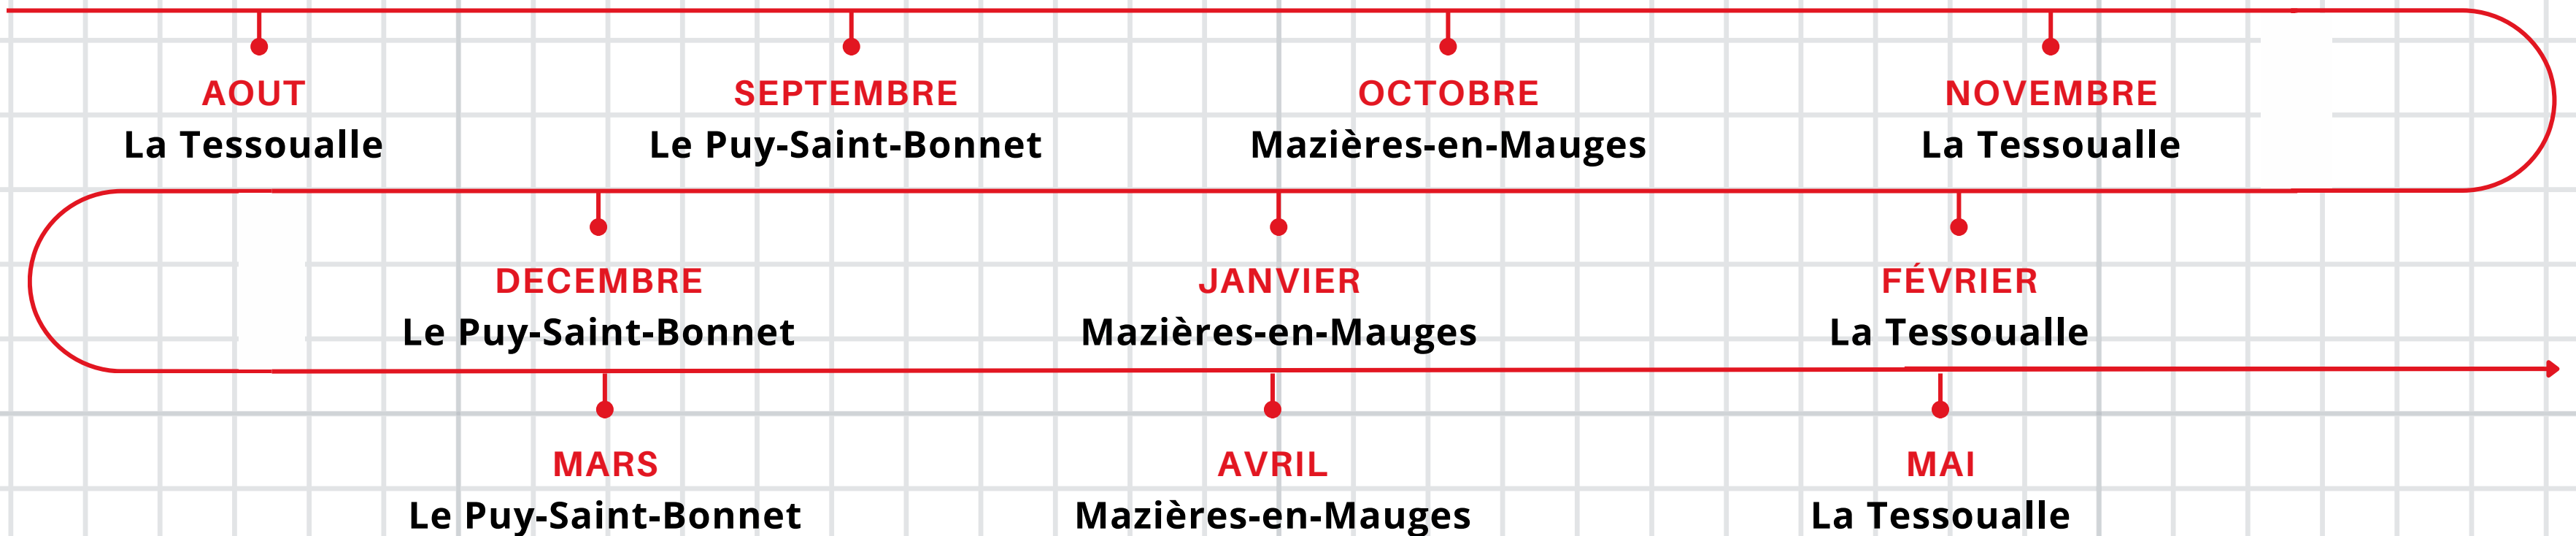 AOUT
La Tessoualle
SEPTEMBRE
Le Puy-Saint-Bonnet
OCTOBRE
Mazières-en-Mauges
NOVEMBRE
La Tessoualle
DECEMBRE
Le Puy-Saint-Bonnet
JANVIER
Mazières-en-Mauges
FÉVRIER
La Tessoualle
MARS
Le Puy-Saint-Bonnet
AVRIL
Mazières-en-Mauges
MAI
La Tessoualle